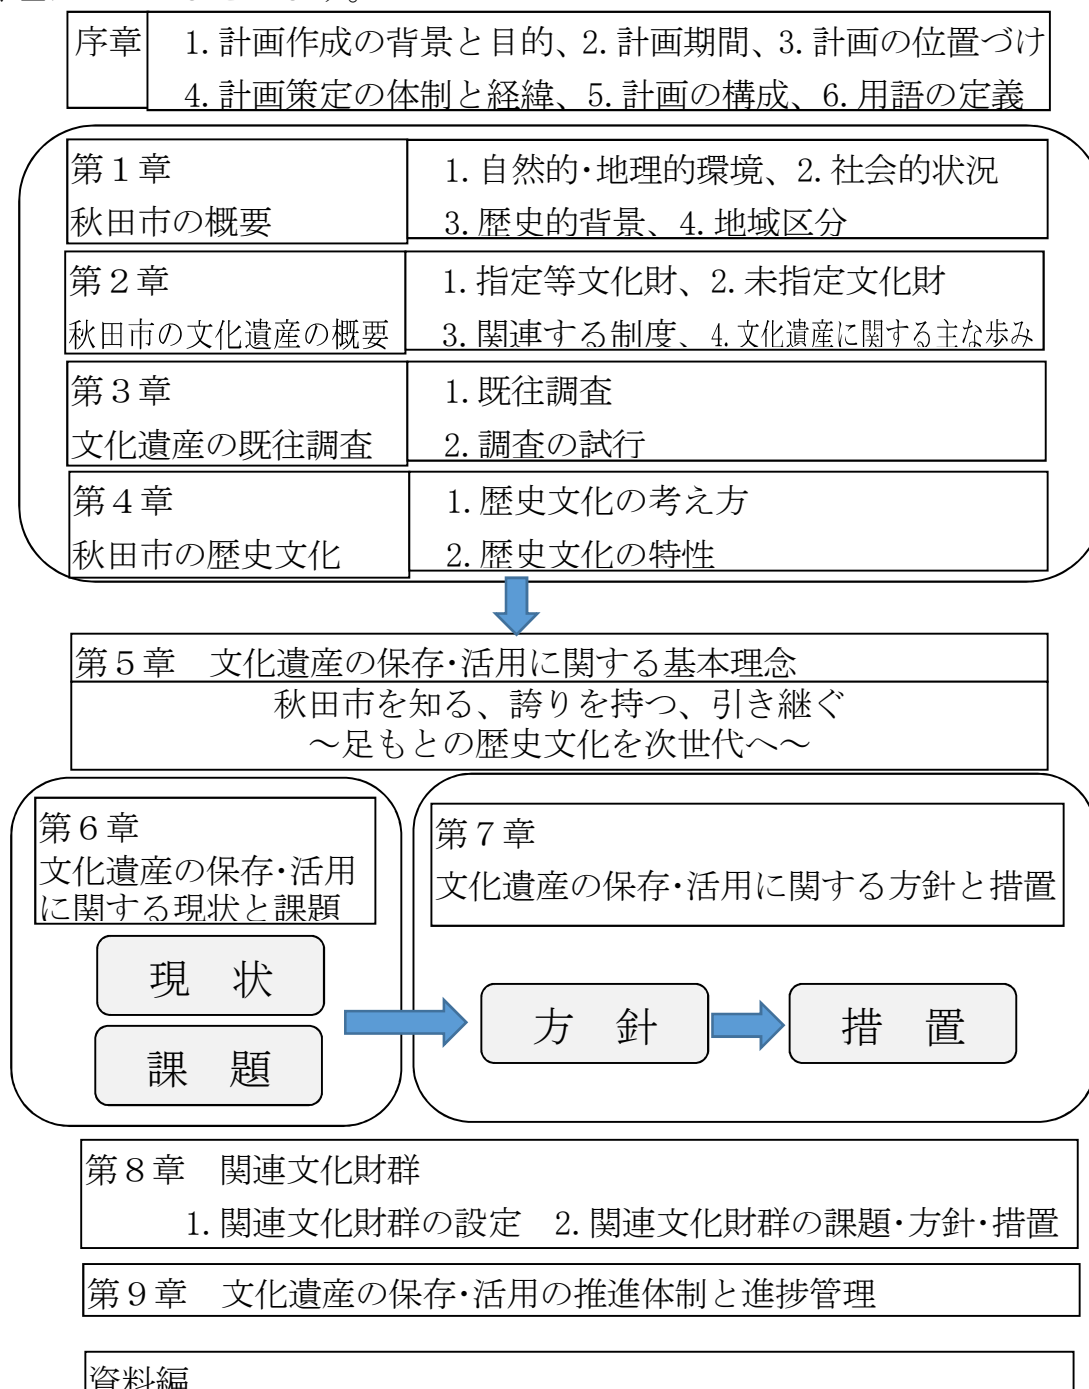 序章 1.計画作成の背景と目的、2.計画期間、3.計画の位置づけ
4.計画策定の体制と経緯、5.計画の構成、6.用語の定義
第１章
秋田市の概要
1.自然的・地理的環境、2.社会的状況
3.歴史的背景、4.地域区分
第２章
秋田市の文化遺産の概要
1.指定等文化財、2.未指定文化財
3.関連する制度、4.文化遺産に関する主な歩み
第３章
文化遺産の既往調査
1.既往調査
2.調査の試行
第４章
秋田市の歴史文化
1.歴史文化の考え方
2.歴史文化の特性
第５章　文化遺産の保存・活用に関する基本理念
秋田市を知る、誇りを持つ、引き継ぐ
～足もとの歴史文化を次世代へ～
第６章
文化遺産の保存・活用
に関する現状と課題
現　状
課　題
第７章
文化遺産の保存・活用に関する方針と措置
方　針
措　置
第８章　関連文化財群
1.関連文化財群の設定　2.関連文化財群の課題・方針・措置
第９章　文化遺産の保存・活用の推進体制と進捗管理
資料編